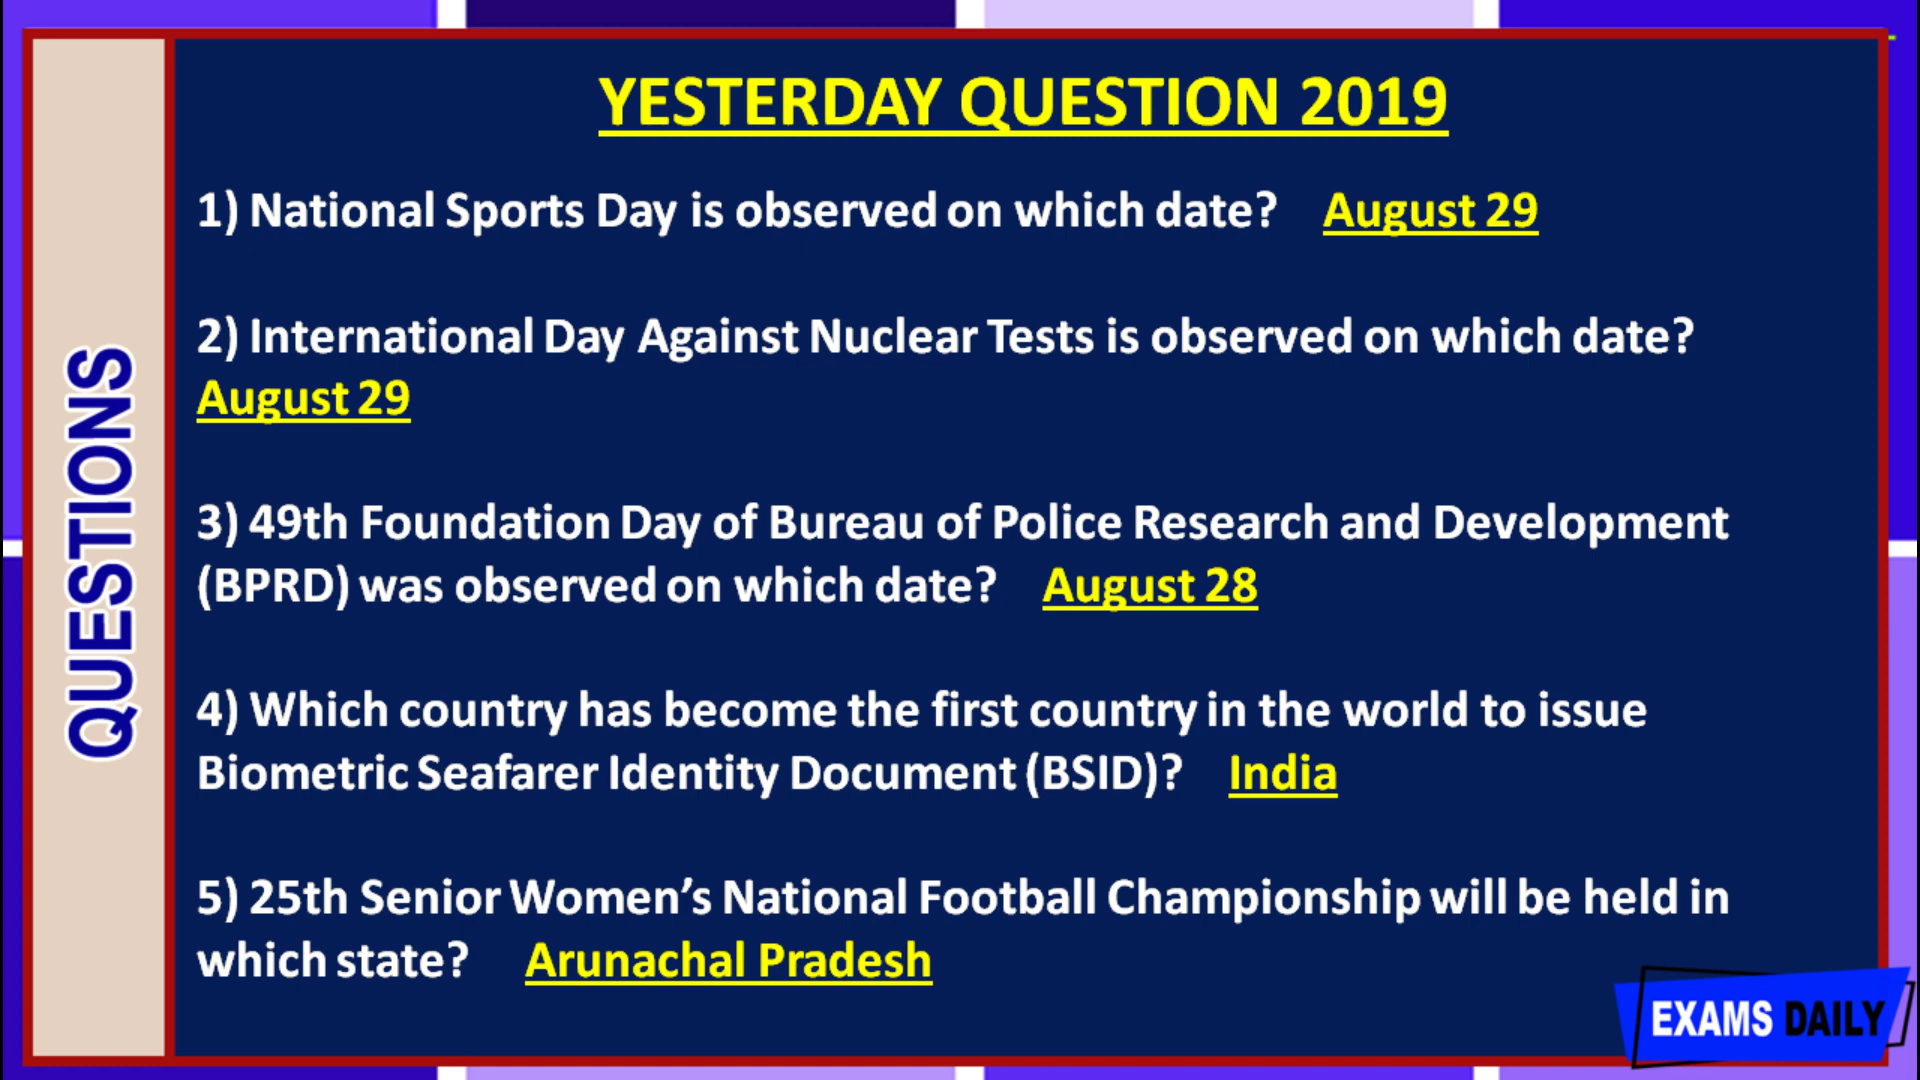 YESTERDAY QUESTION 2019
1) National Sports Day is observed on which date? August 29
2) International Day Against Nuclear Tests is observed on which date?
August 29
3) 49th Foundation Day of Bureau of Police Research and Development
(BPRD) was observed on which date? August 28
4) Which country has become the first country in the world to issue
Biometric Seafarer Identity Document (BSID)? India
5) 25th Senior Women’s National Football Championship will be held in
which state? Arunachal Pradesh
QUESTIONS
EXAMS DAILY